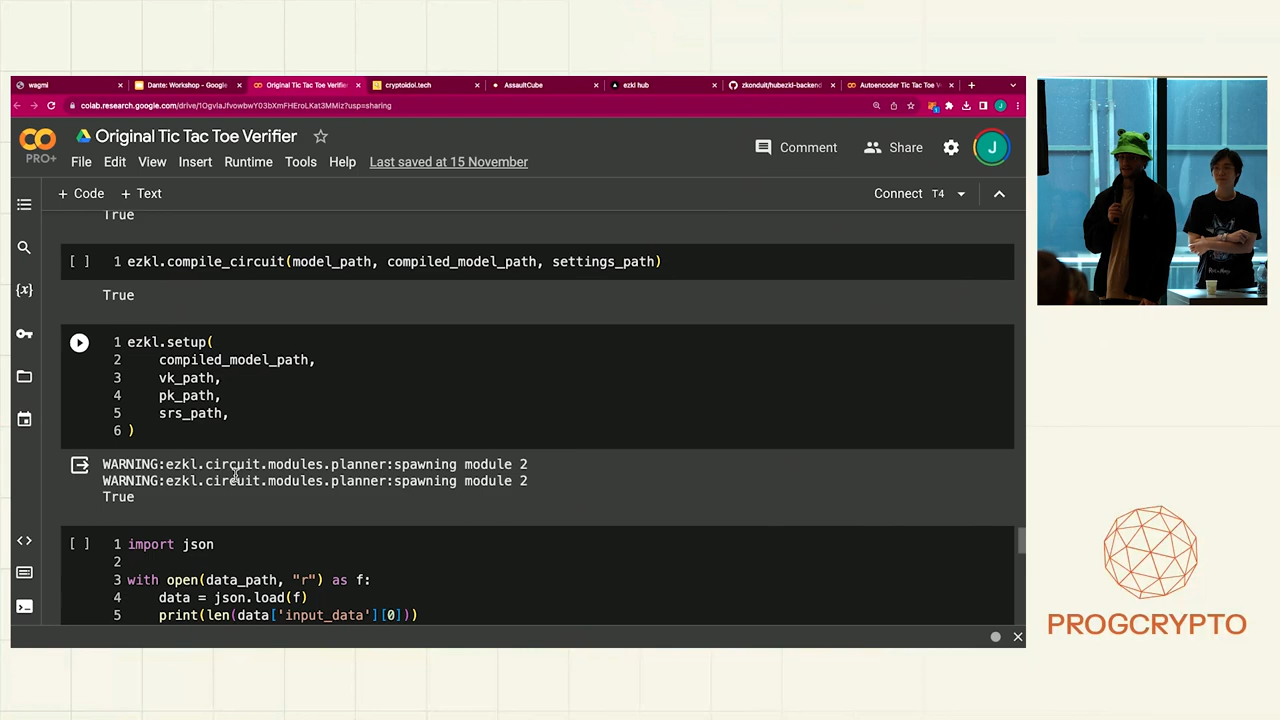 wagmi
Dante: Workshop - Google
Original Tic Tac Toe Verifier
cryptoidol.tech
AssaultCube
ezkl hub
zkonduit/hubezkl-backend
Autoencoder Tic Tac Toe Ve
colab.research.google.com/drive/1OgvlaJfvowbwY03bXmFHEroLKat3MMiz?usp=sharing
PRO+
Original Tic Tac Toe Verifier
File Edit View Insert Runtime Tools Help Last saved at 15 November
Comment Share J
+ Code + Text
Connect T4
True
[ ] 1 ezkl.compile_circuit(model_path, compiled_model_path, settings_path)
True
1 ezkl.setup(
2 compiled_model_path,
3 vk_path,
4 pk_path,
5 srs_path,
6 )
WARNING:ezkl.circuit.modules.planner:spawning module 2
WARNING:ezkl.circuit.modules.planner:spawning module 2
True
[ ] 1 import json
2
3 with open(data_path, "r") as f:
4 data = json.load(f)
5 print(len(data['input_data'][0]))
{x}
PROGCRYPTO